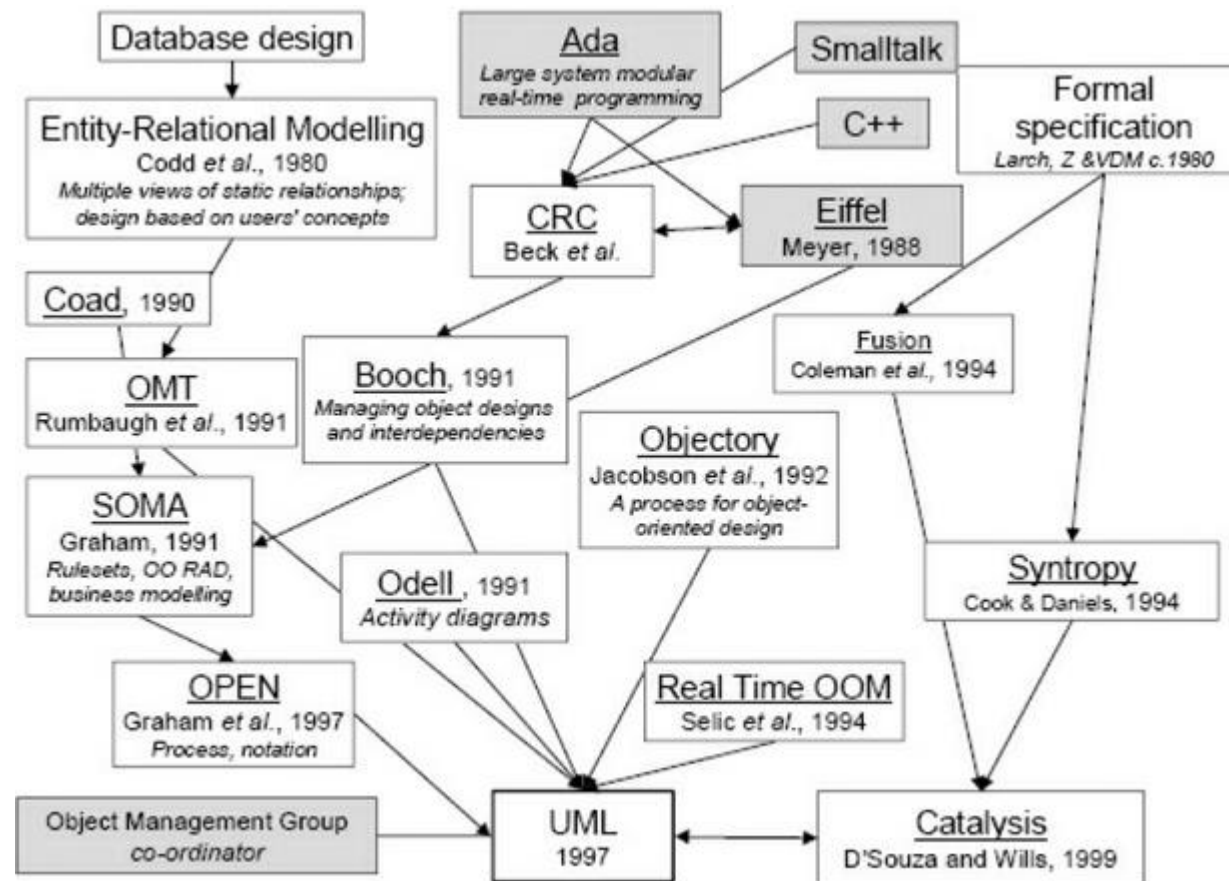 Database design
Ada
Large system modular
real-time programming
Smalltalk
C++
Formal
specification
Larch, Z &VDM c.1980
Entity-Relational Modelling
Codd et al., 1980
Multiple views of static relationships;
design based on users' concepts
CRC
Beck et al.
Eiffel
Meyer, 1988
Coad, 1990
OMT
Rumbaugh et al., 1991
Booch, 1991
Managing object designs
and interdependencies
Fusion
Coleman et al., 1994
Objectory
Jacobson et al., 1992
A process for object-
oriented design
SOMA
Graham, 1991
Rulesets, OO RAD,
business modelling
Odell , 1991
Activity diagrams
Syntropy
Cook & Daniels, 1994
OPEN
Graham et al., 1997
Process, notation
Real Time OOM
Selic et al., 1994
Object Management Group
co-ordinator
UML
1997
Catalysis
D'Souza and Wills, 1999